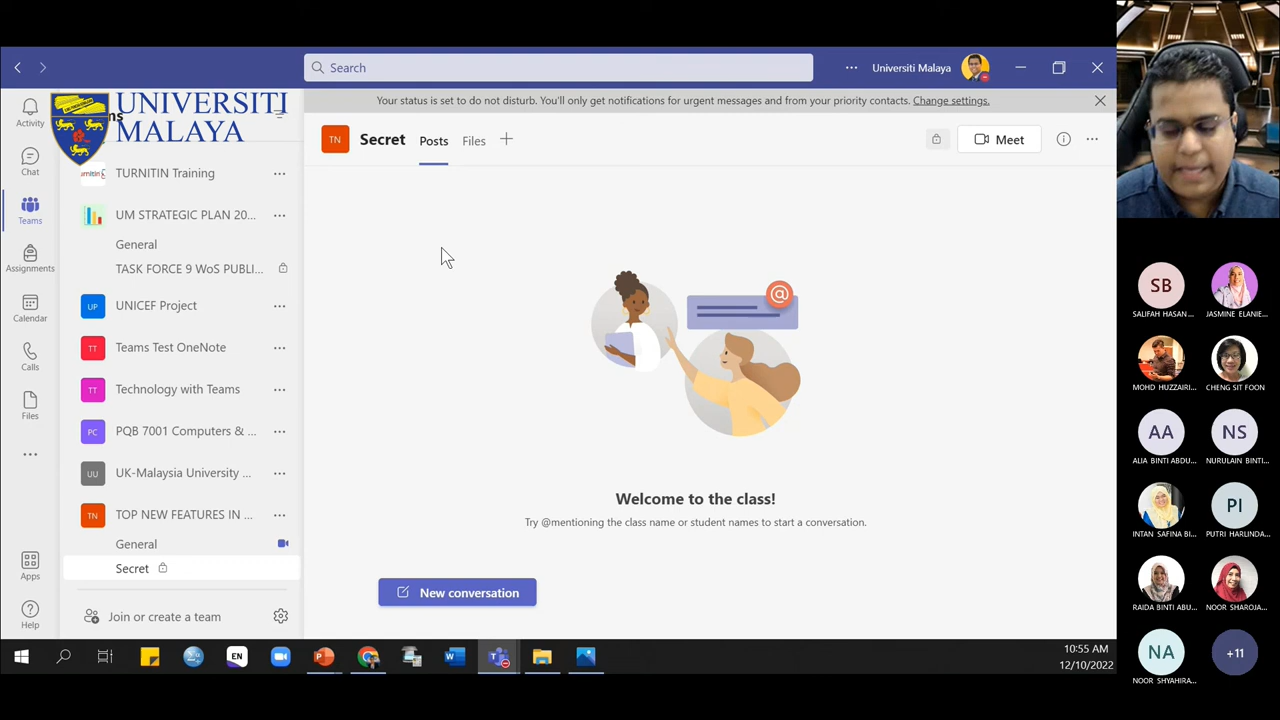 Search
Universiti Malaya
Your status is set to do not disturb. You'll only get notifications for urgent messages and from your priority contacts. Change settings.
UNIVERSITI
MALAYA
Activity
Chat
Teams
Assignments
Calendar
Calls
Files
Apps
Help
TURNITIN Training
UM STRATEGIC PLAN 20...
General
TASK FORCE 9 WoS PUBLI...
UP UNICEF Project
TT Teams Test OneNote
TT Technology with Teams
PC PQB 7001 Computers & ...
UU UK-Malaysia University ...
TN TOP NEW FEATURES IN ...
General
Secret
Join or create a team
TN Secret Posts Files
Meet
@
Welcome to the class!
Try @mentioning the class name or student names to start a conversation.
New conversation
EN
10:55 AM
12/10/2022
SB
SALIFAH HASAN ...
JASMINE ELANIE...
MOHD HUZZAIRI...
CHENG SIT FOON
AA
ALIA BINTI ABDU...
NS
NURULAIN BINTI...
INTAN SAFINA BI...
PI
PUTRI HARLINDA...
RAIDA BINTI ABU...
NOOR SHAROJA...
NA
NOOR SHYAHIRA...
+11